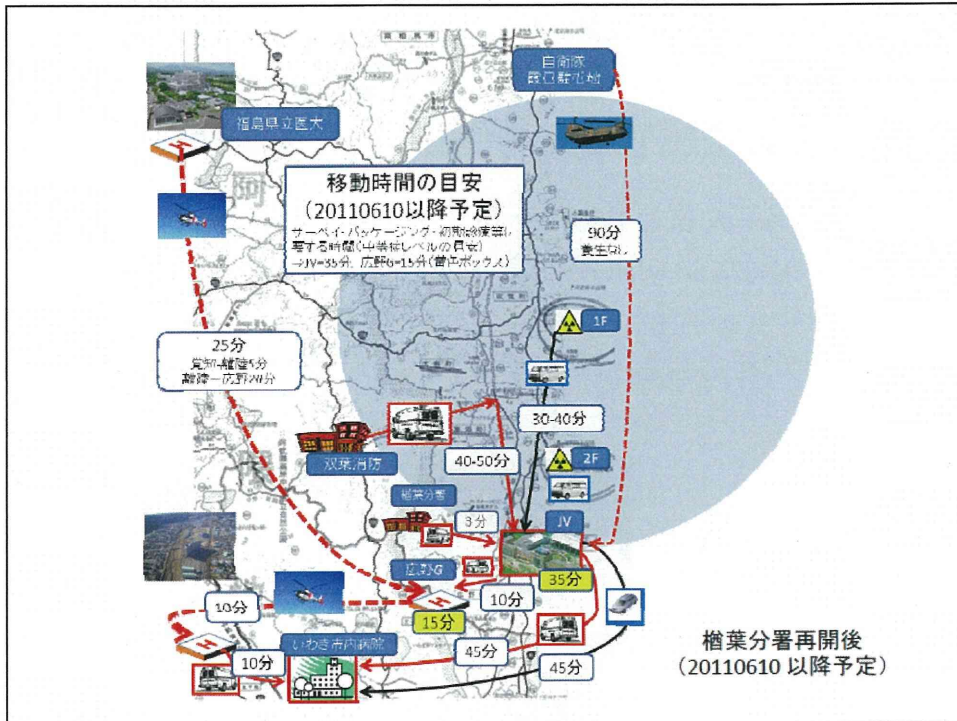 自衛隊
霞目駐屯地
福島県立医大
移動時間の目安
(20110610以降予定)
サーベイ・パッケージング・初期診療等に
要する時間(中等症レベルの目安)
⇒JV=35分, 広野G=15分(黄色ボックス)
90分
養生なし
1F
25分
覚知-離陸5分
離陸－広野20分
30-40分
双葉消防
40-50分
2F
楢葉分署
3分
JV
広野G
35分
10分
10分
15分
いわき市内病院
45分
10分
45分
楢葉分署再開後
(20110610 以降予定)